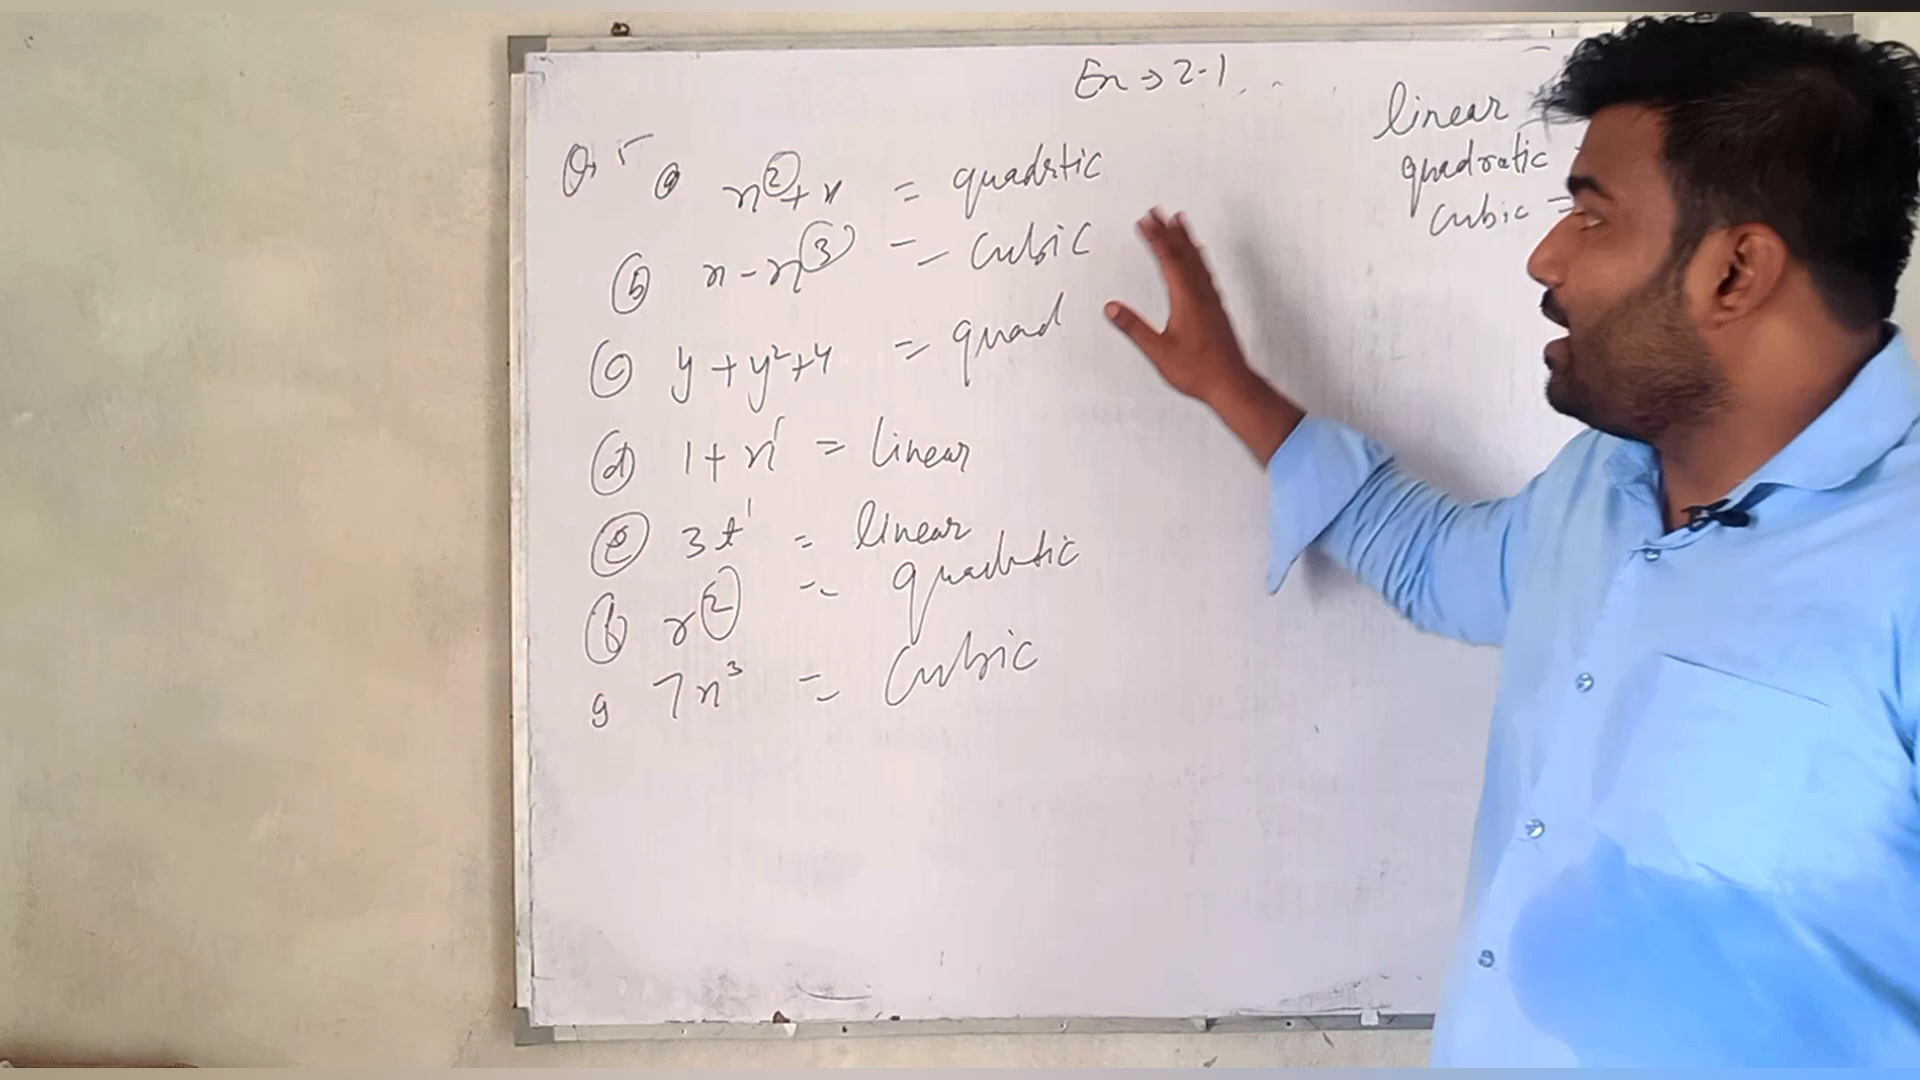 Ex → 2.1
linear
quadratic
cubic =
Q. 5 (a) x² + x = quadratic
(b) x - x³ = cubic
(c) y + y² + 4 = quad
(d) 1 + x¹ = linear
(e) 3t¹ = linear
(f) r² = quadratic
g 7x³ = cubic